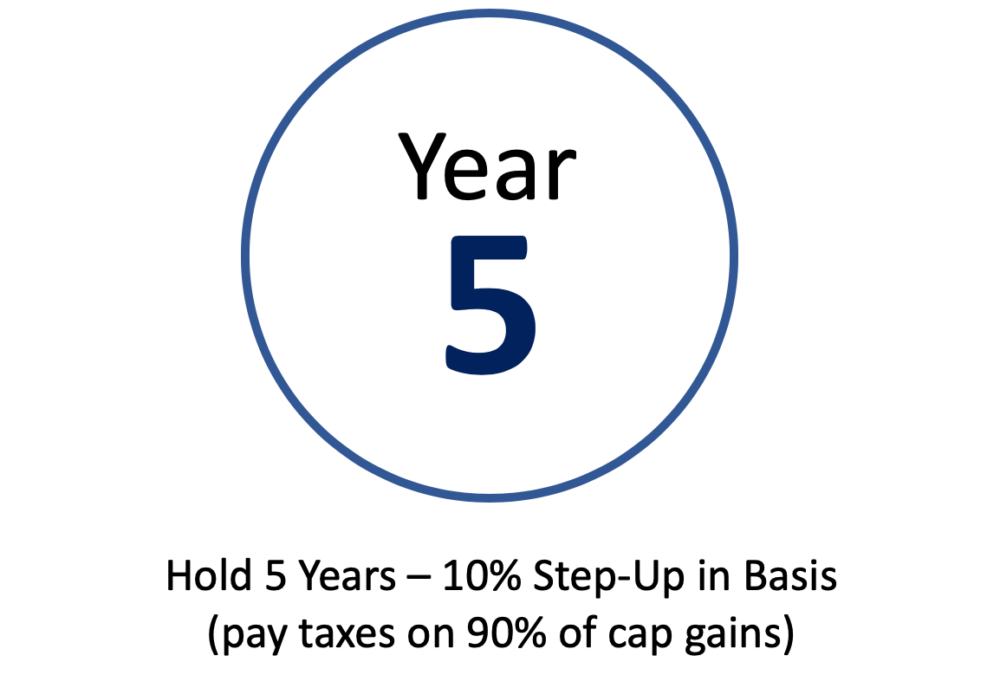 Year
5
Hold 5 Years – 10% Step-Up in Basis
(pay taxes on 90% of cap gains)